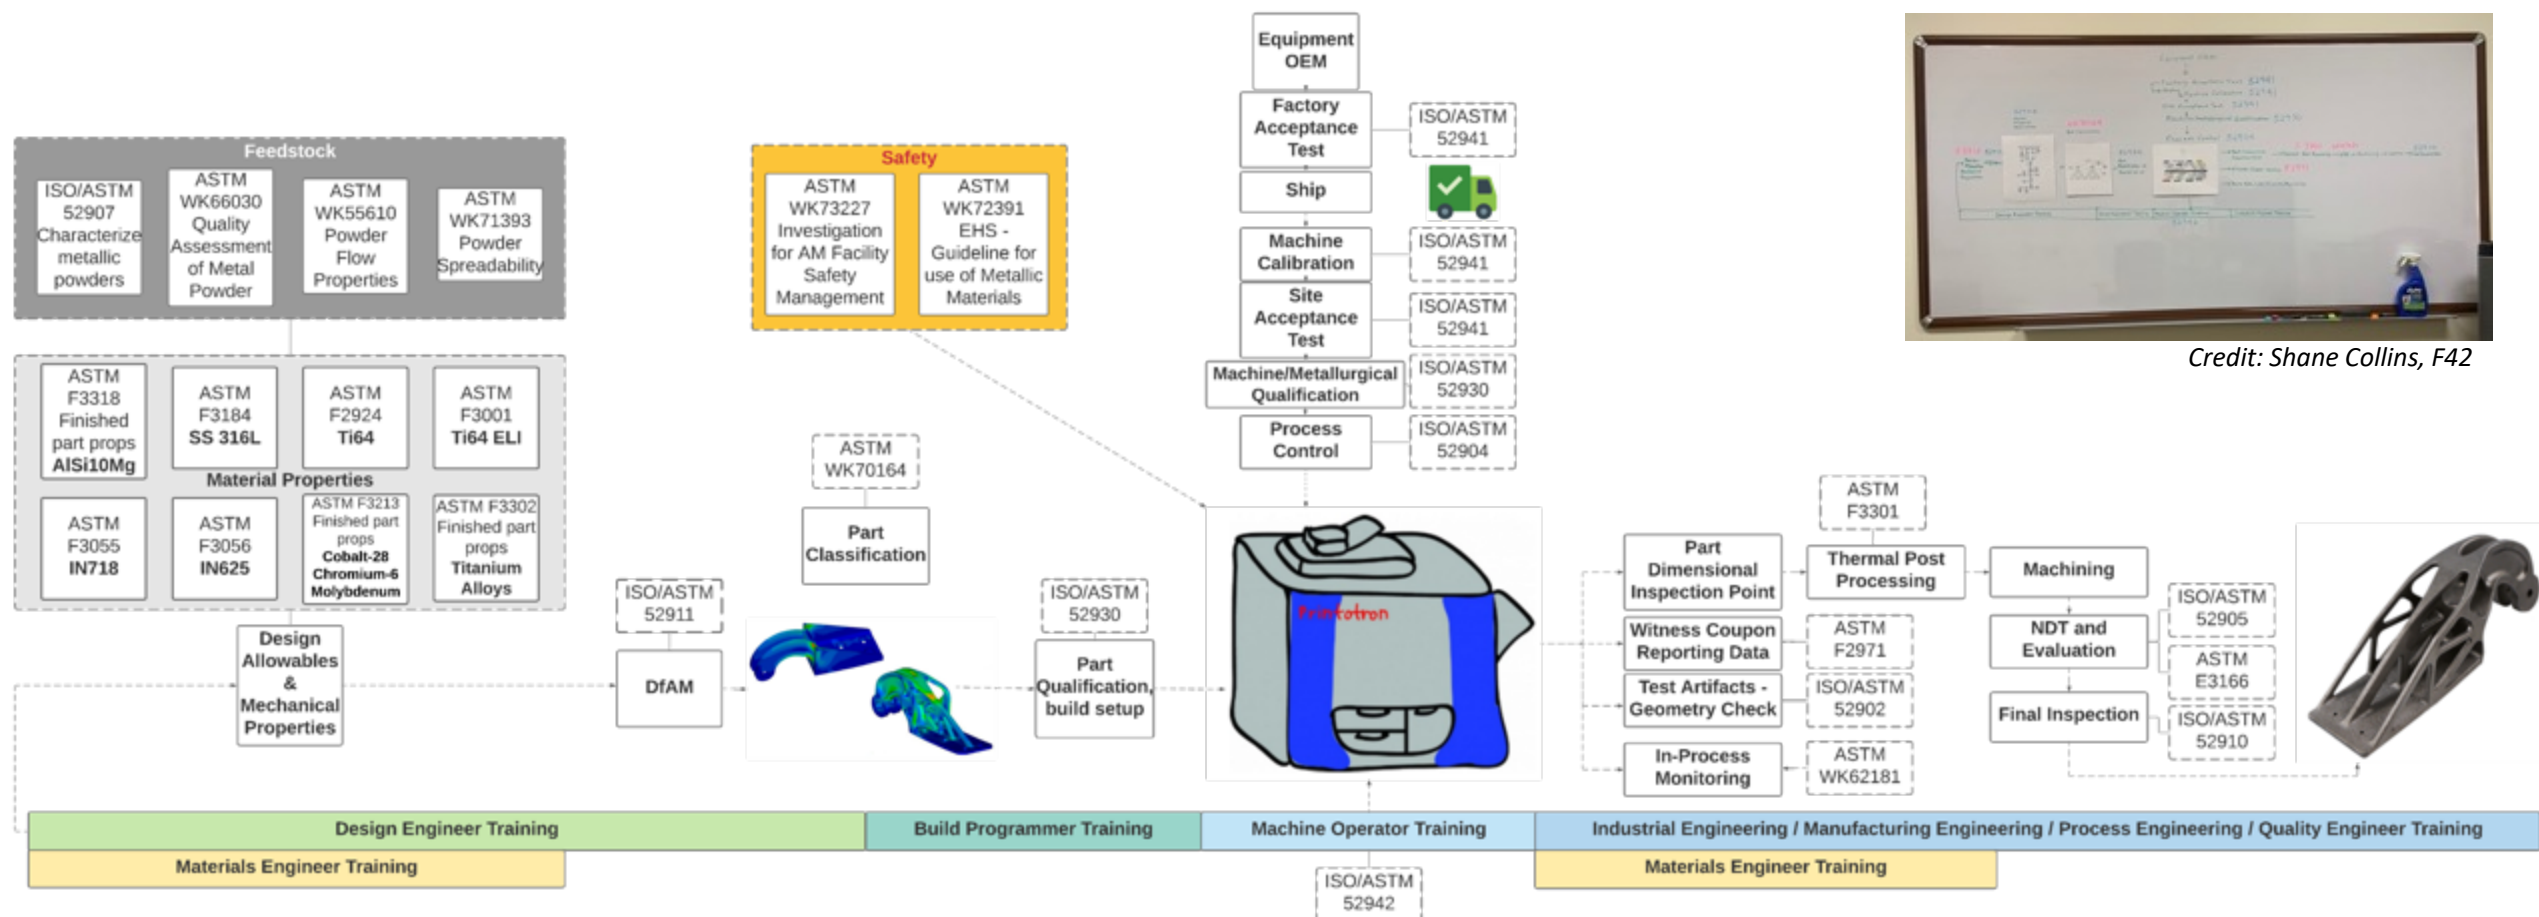 Equipment
OEM
Factory
Acceptance
Test
ISO/ASTM
52941
Ship
Machine
Calibration
ISO/ASTM
52941
Site
Acceptance
Test
ISO/ASTM
52941
Machine/Metallurgical
Qualification
ISO/ASTM
52930
Process
Control
ISO/ASTM
52904
Credit: Shane Collins, F42
Feedstock
ISO/ASTM
52907
Characterize
metallic
powders
ASTM
WK66030
Quality
Assessment
of Metal
Powder
ASTM
WK55610
Powder
Flow
Properties
ASTM
WK71393
Powder
Spreadability
Safety
ASTM
WK73227
Investigation
for AM Facility
Safety
Management
ASTM
WK72391
EHS -
Guideline for
use of Metallic
Materials
ASTM
F3318
Finished
part props
AlSi10Mg
ASTM
F3184
SS 316L
ASTM
F2924
Ti64
ASTM
F3001
Ti64 ELI
Material Properties
ASTM
F3055
IN718
ASTM
F3056
IN625
ASTM F3213
Finished part
props
Cobalt-28
Chromium-6
Molybdenum
ASTM F3302
Finished part
props
Titanium
Alloys
Design
Allowables
&
Mechanical
Properties
ISO/ASTM
52911
DfAM
ASTM
WK70164
Part
Classification
ISO/ASTM
52930
Part
Qualification,
build setup
Printotron
Part
Dimensional
Inspection Point
ASTM
F3301
Thermal Post
Processing
Machining
Witness Coupon
Reporting Data
ASTM
F2971
Test Artifacts -
Geometry Check
ISO/ASTM
52902
In-Process
Monitoring
ASTM
WK62181
NDT and
Evaluation
ISO/ASTM
52905
ASTM
E3166
Final Inspection
ISO/ASTM
52910
Design Engineer Training
Build Programmer Training
Machine Operator Training
Industrial Engineering / Manufacturing Engineering / Process Engineering / Quality Engineer Training
Materials Engineer Training
Materials Engineer Training
ISO/ASTM
52942